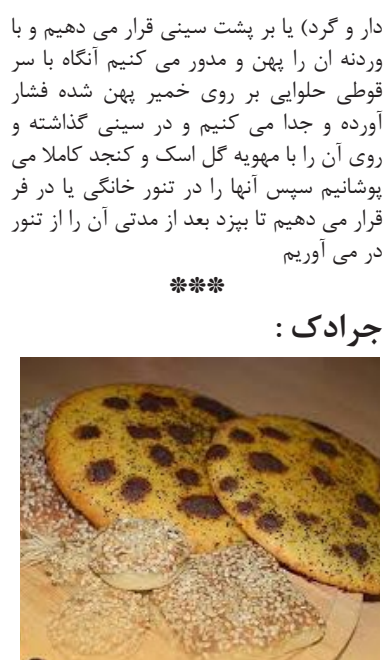 دار و گرد) یا بر پشت سینی قرار می دهیم و با
وردنه ان را پهن و مدور می کنیم آنگاه با سر
قوطی حلوایی بر روی خمیر پهن شده فشار
آورده و جدا می کنیم و در سینی گذاشته و
روی آن را با مهویه گل اسک و کنجد کاملا می
پوشانیم سپس آنها را در تنور خانگی یا در فر
قرار می دهیم تا بپزد بعد از مدتی آن را از تنور
در می آوریم
***
جرادک :